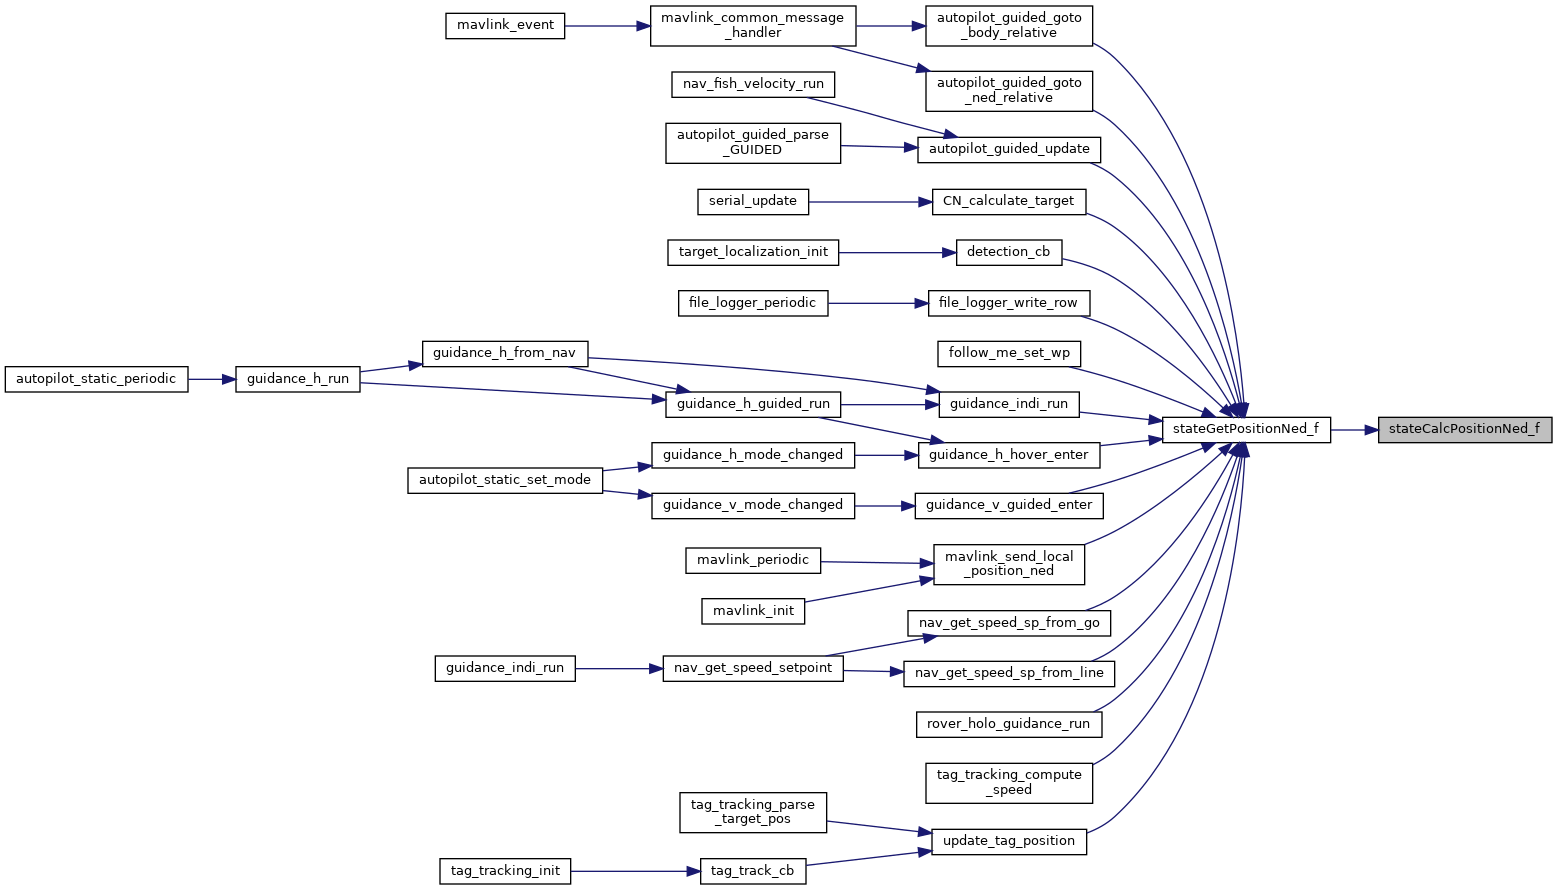 mavlink_event
mavlink_common_message
_handler
autopilot_guided_goto
_body_relative
autopilot_guided_goto
_ned_relative
nav_fish_velocity_run
autopilot_guided_parse
_GUIDED
autopilot_guided_update
serial_update
CN_calculate_target
target_localization_init
detection_cb
file_logger_periodic
file_logger_write_row
follow_me_set_wp
guidance_h_from_nav
autopilot_static_periodic
guidance_h_run
guidance_h_guided_run
guidance_indi_run
stateGetPositionNed_f
stateCalcPositionNed_f
guidance_h_mode_changed
guidance_h_hover_enter
autopilot_static_set_mode
guidance_v_mode_changed
guidance_v_guided_enter
mavlink_periodic
mavlink_send_local
_position_ned
mavlink_init
nav_get_speed_sp_from_go
guidance_indi_run
nav_get_speed_setpoint
nav_get_speed_sp_from_line
rover_holo_guidance_run
tag_tracking_compute
_speed
tag_tracking_parse
_target_pos
update_tag_position
tag_tracking_init
tag_track_cb